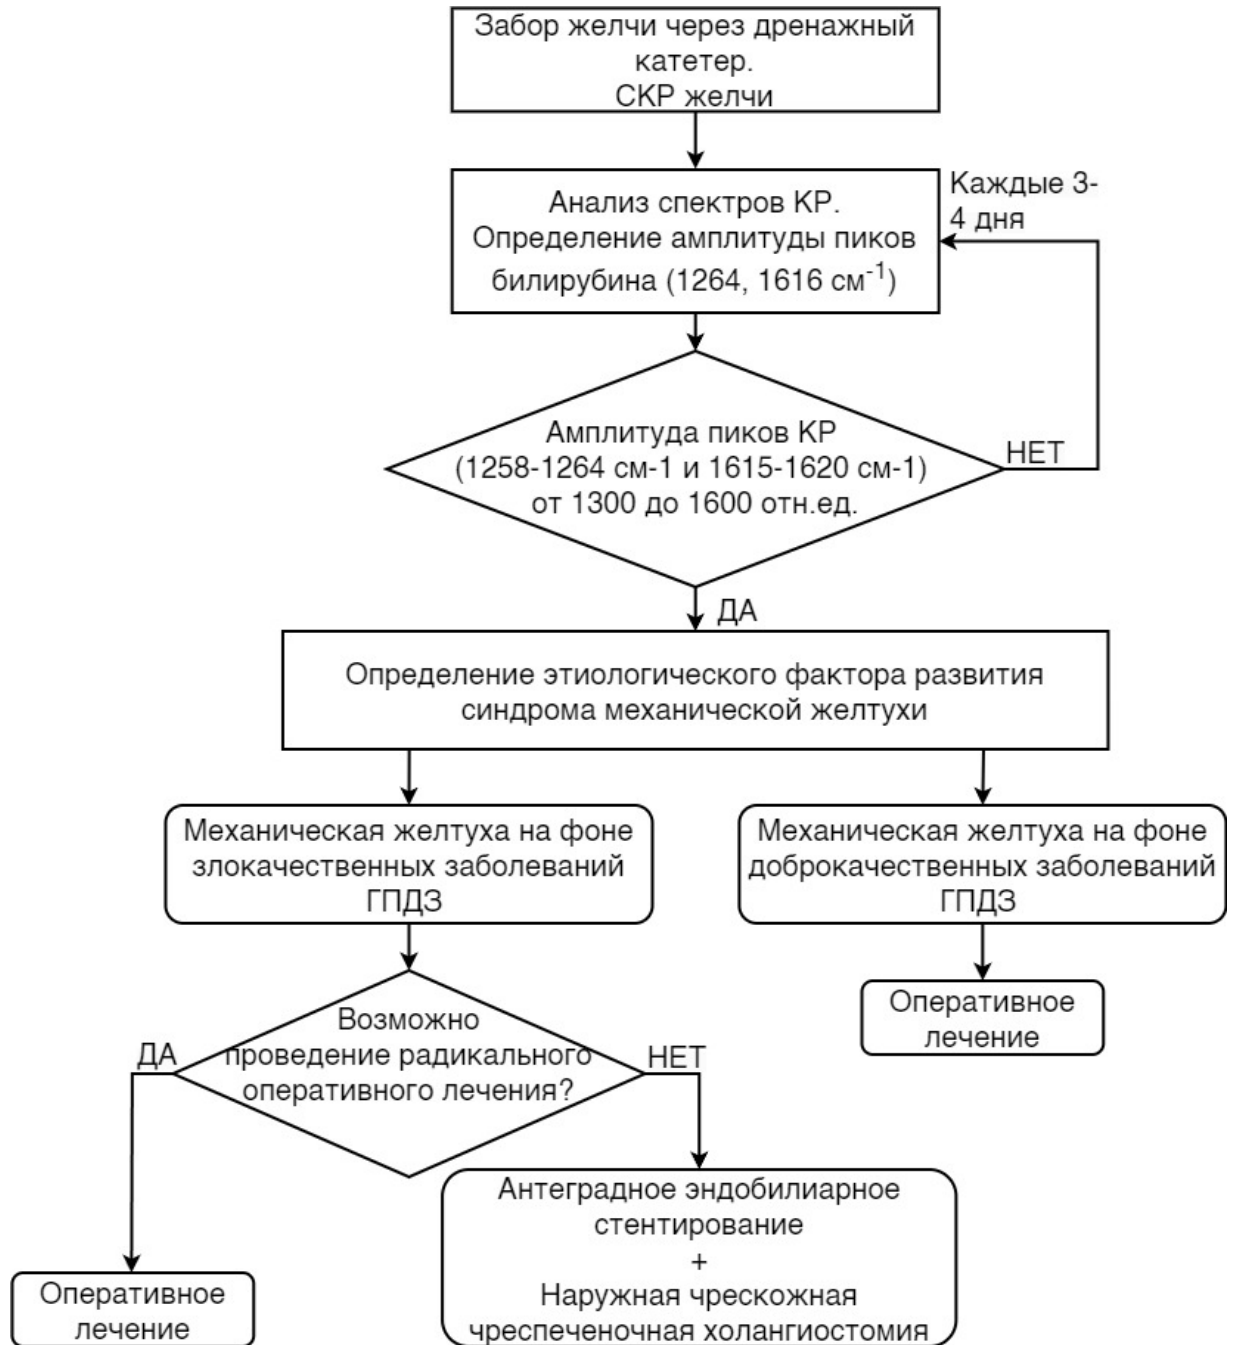 Забор желчи через дренажный
катетер.
СКР желчи
Анализ спектров КР.
Определение амплитуды пиков
билирубина (1264, 1616 см⁻¹)
Каждые 3-
4 дня
Амплитуда пиков КР
(1258-1264 см-1 и 1615-1620 см-1)
от 1300 до 1600 отн.ед.
НЕТ
ДА
Определение этиологического фактора развития
синдрома механической желтухи
Механическая желтуха на фоне
злокачественных заболеваний
ГПДЗ
Механическая желтуха на фоне
доброкачественных заболеваний
ГПДЗ
Оперативное
лечение
Возможно
проведение радикального
оперативного лечения?
ДА
НЕТ
Антеградное эндобилиарное
стентирование
+
Наружная чрескожная
чреспеченочная холангиостомия
Оперативное
лечение